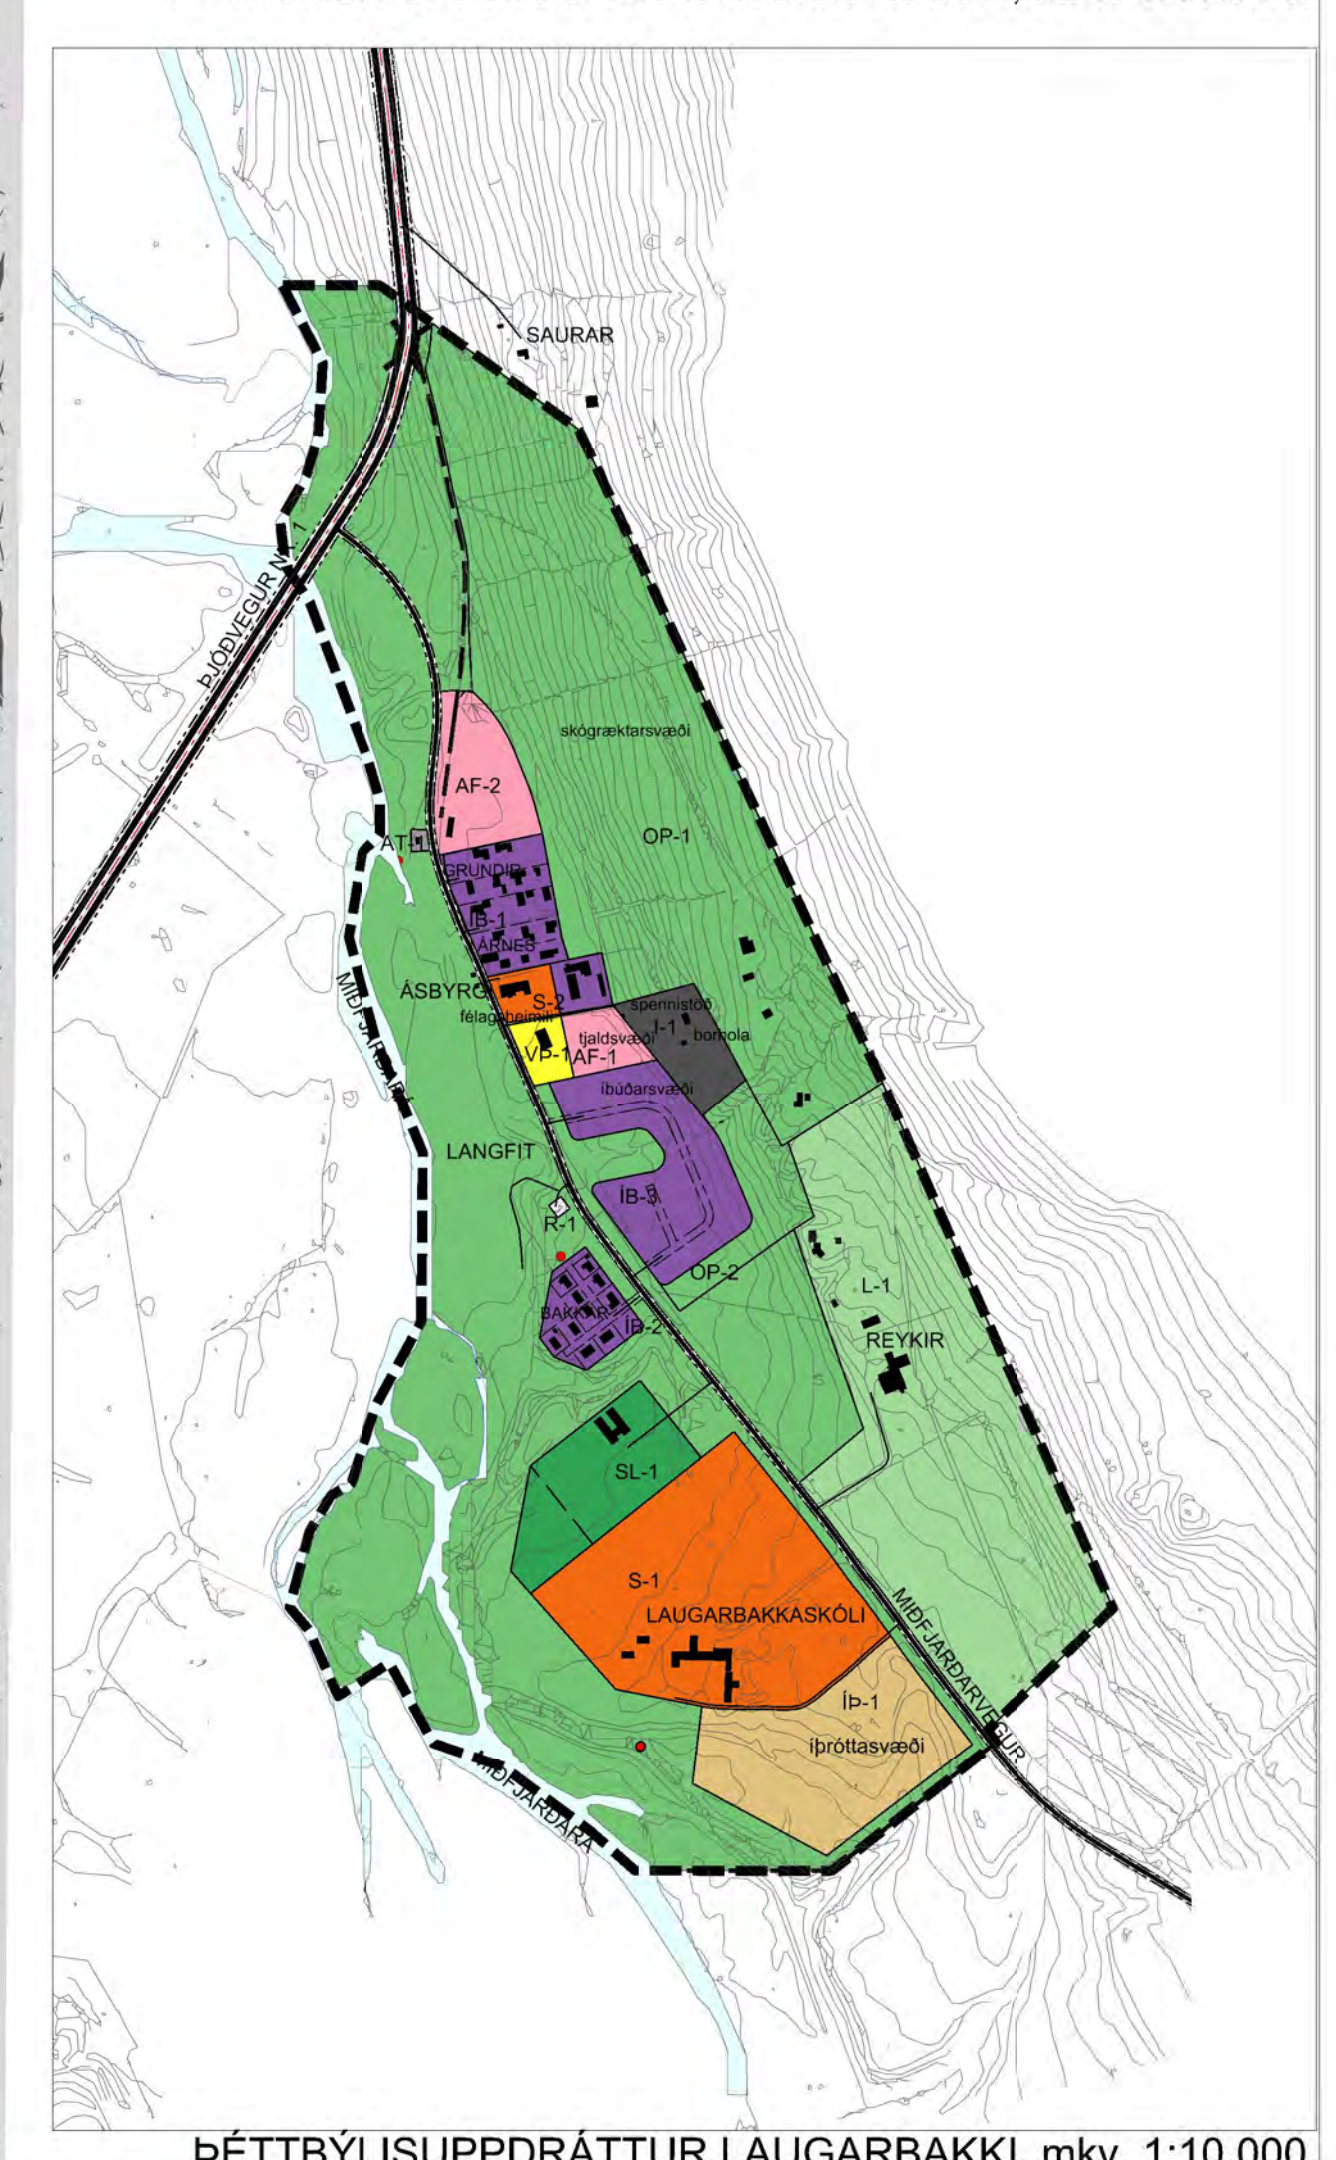 SAURAR
ÞJÓÐVEGUR NR. 1
skógræktarsvæði
AF-2
OP-1
AT-1
GRUNDIR
ÍB-1
ÁRNES
ÁSBYRGI
S-2
félagsheimili
spennistöð
I-1
borhola
tjaldsvæði
VÞ-1
AF-1
MIÐFJARÐARÁ
íbúðarsvæði
LANGFIT
ÍB-3
R-1
OP-2
L-1
BAKKAR
ÍB-2
REYKIR
SL-1
S-1
LAUGARBAKKASKÓLI
MIÐFJARÐARVEGUR
ÍÞ-1
íþróttasvæði
MIÐFJARÐARÁ
ÞÉTTBÝLISUPPDRÁTTUR LAUGARBAKKI, mkv. 1:10.000